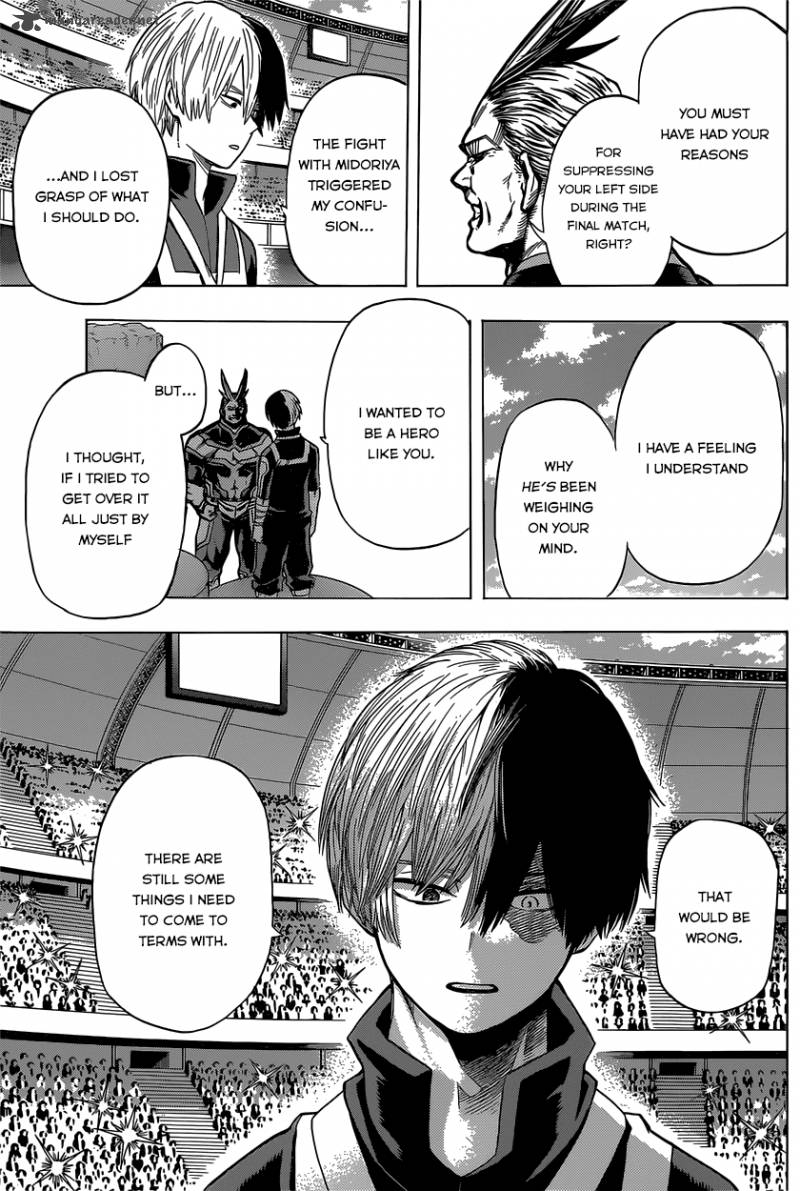 YOU MUST
HAVE HAD YOUR
REASONS
FOR
SUPPRESSING
YOUR LEFT SIDE
DURING THE
FINAL MATCH,
RIGHT?
THE FIGHT
WITH MIDORIYA
TRIGGERED
MY CONFU-
SION...
...AND I LOST
GRASP OF WHAT
I SHOULD DO.
I HAVE A FEELING
I UNDERSTAND
WHY
HE'S BEEN
WEIGHING
ON YOUR
MIND.
I WANTED TO
BE A HERO
LIKE YOU.
BUT...
I THOUGHT,
IF I TRIED TO
GET OVER IT
ALL JUST BY
MYSELF
THAT
WOULD BE
WRONG.
THERE ARE
STILL SOME
THINGS I NEED
TO COME TO
TERMS WITH.